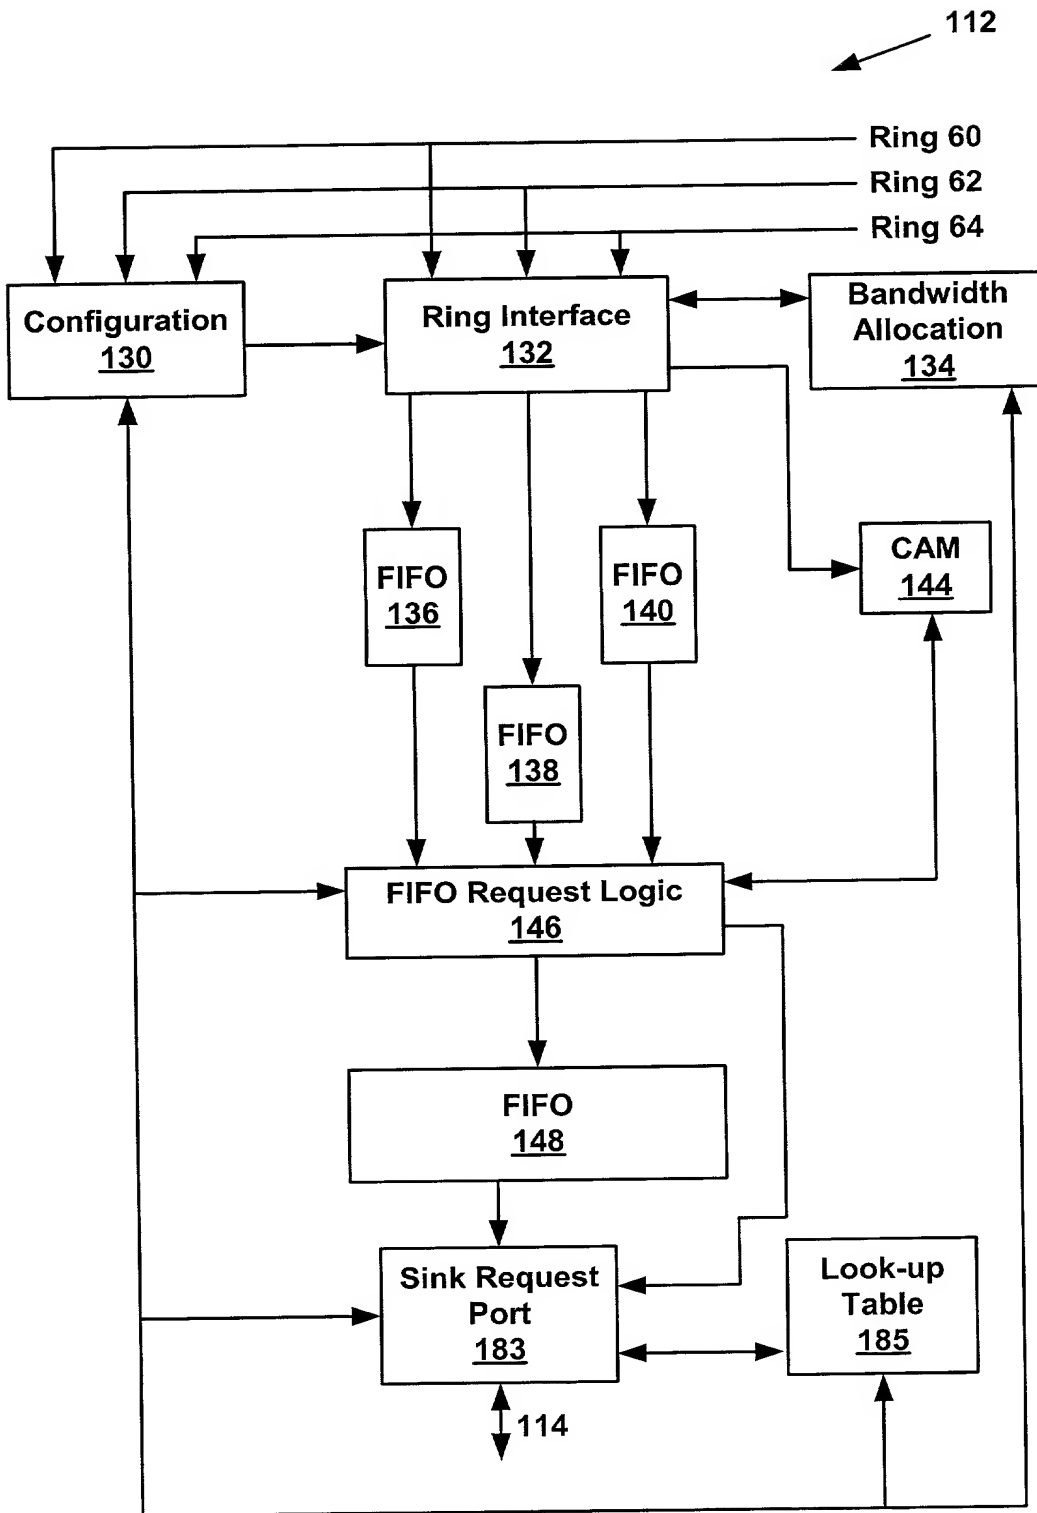 112
Ring 60
Ring 62
Ring 64
Configuration
130
Ring Interface
132
Bandwidth
Allocation
134
FIFO
136
FIFO
140
CAM
144
FIFO
138
FIFO Request Logic
146
FIFO
148
Sink Request
Port
183
Look-up
Table
185
114